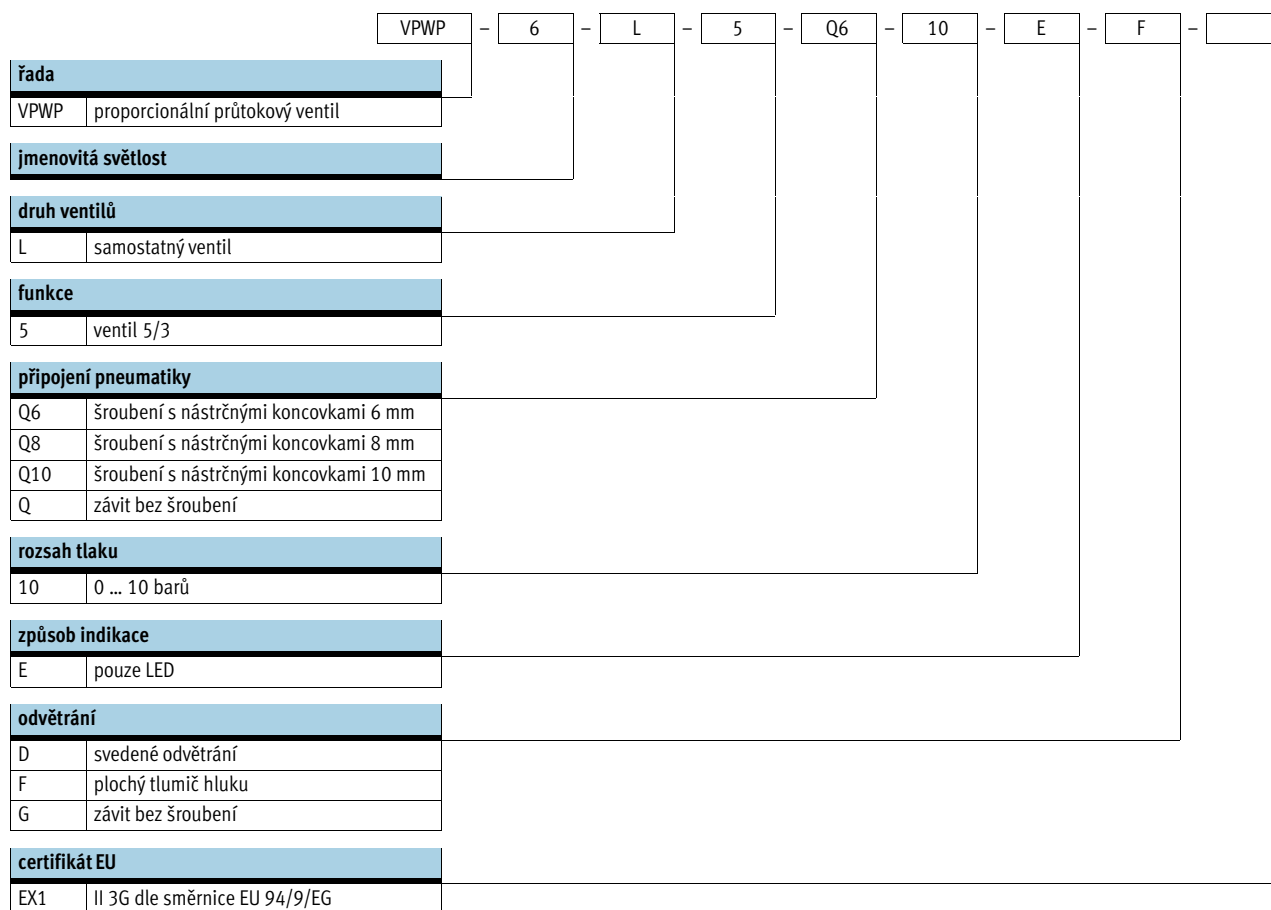 VPWP – 6 – L – 5 – Q6 – 10 – E – F –
řada
VPWP proporcionální průtokový ventil
jmenovitá světlost
druh ventilů
L samostatný ventil
funkce
5 ventil 5/3
připojení pneumatiky
Q6 šroubení s nástrčnými koncovkami 6 mm
Q8 šroubení s nástrčnými koncovkami 8 mm
Q10 šroubení s nástrčnými koncovkami 10 mm
Q závit bez šroubení
rozsah tlaku
10 0 ... 10 barů
způsob indikace
E pouze LED
odvětrání
D svedené odvětrání
F plochý tlumič hluku
G závit bez šroubení
certifikát EU
EX1 II 3G dle směrnice EU 94/9/EG